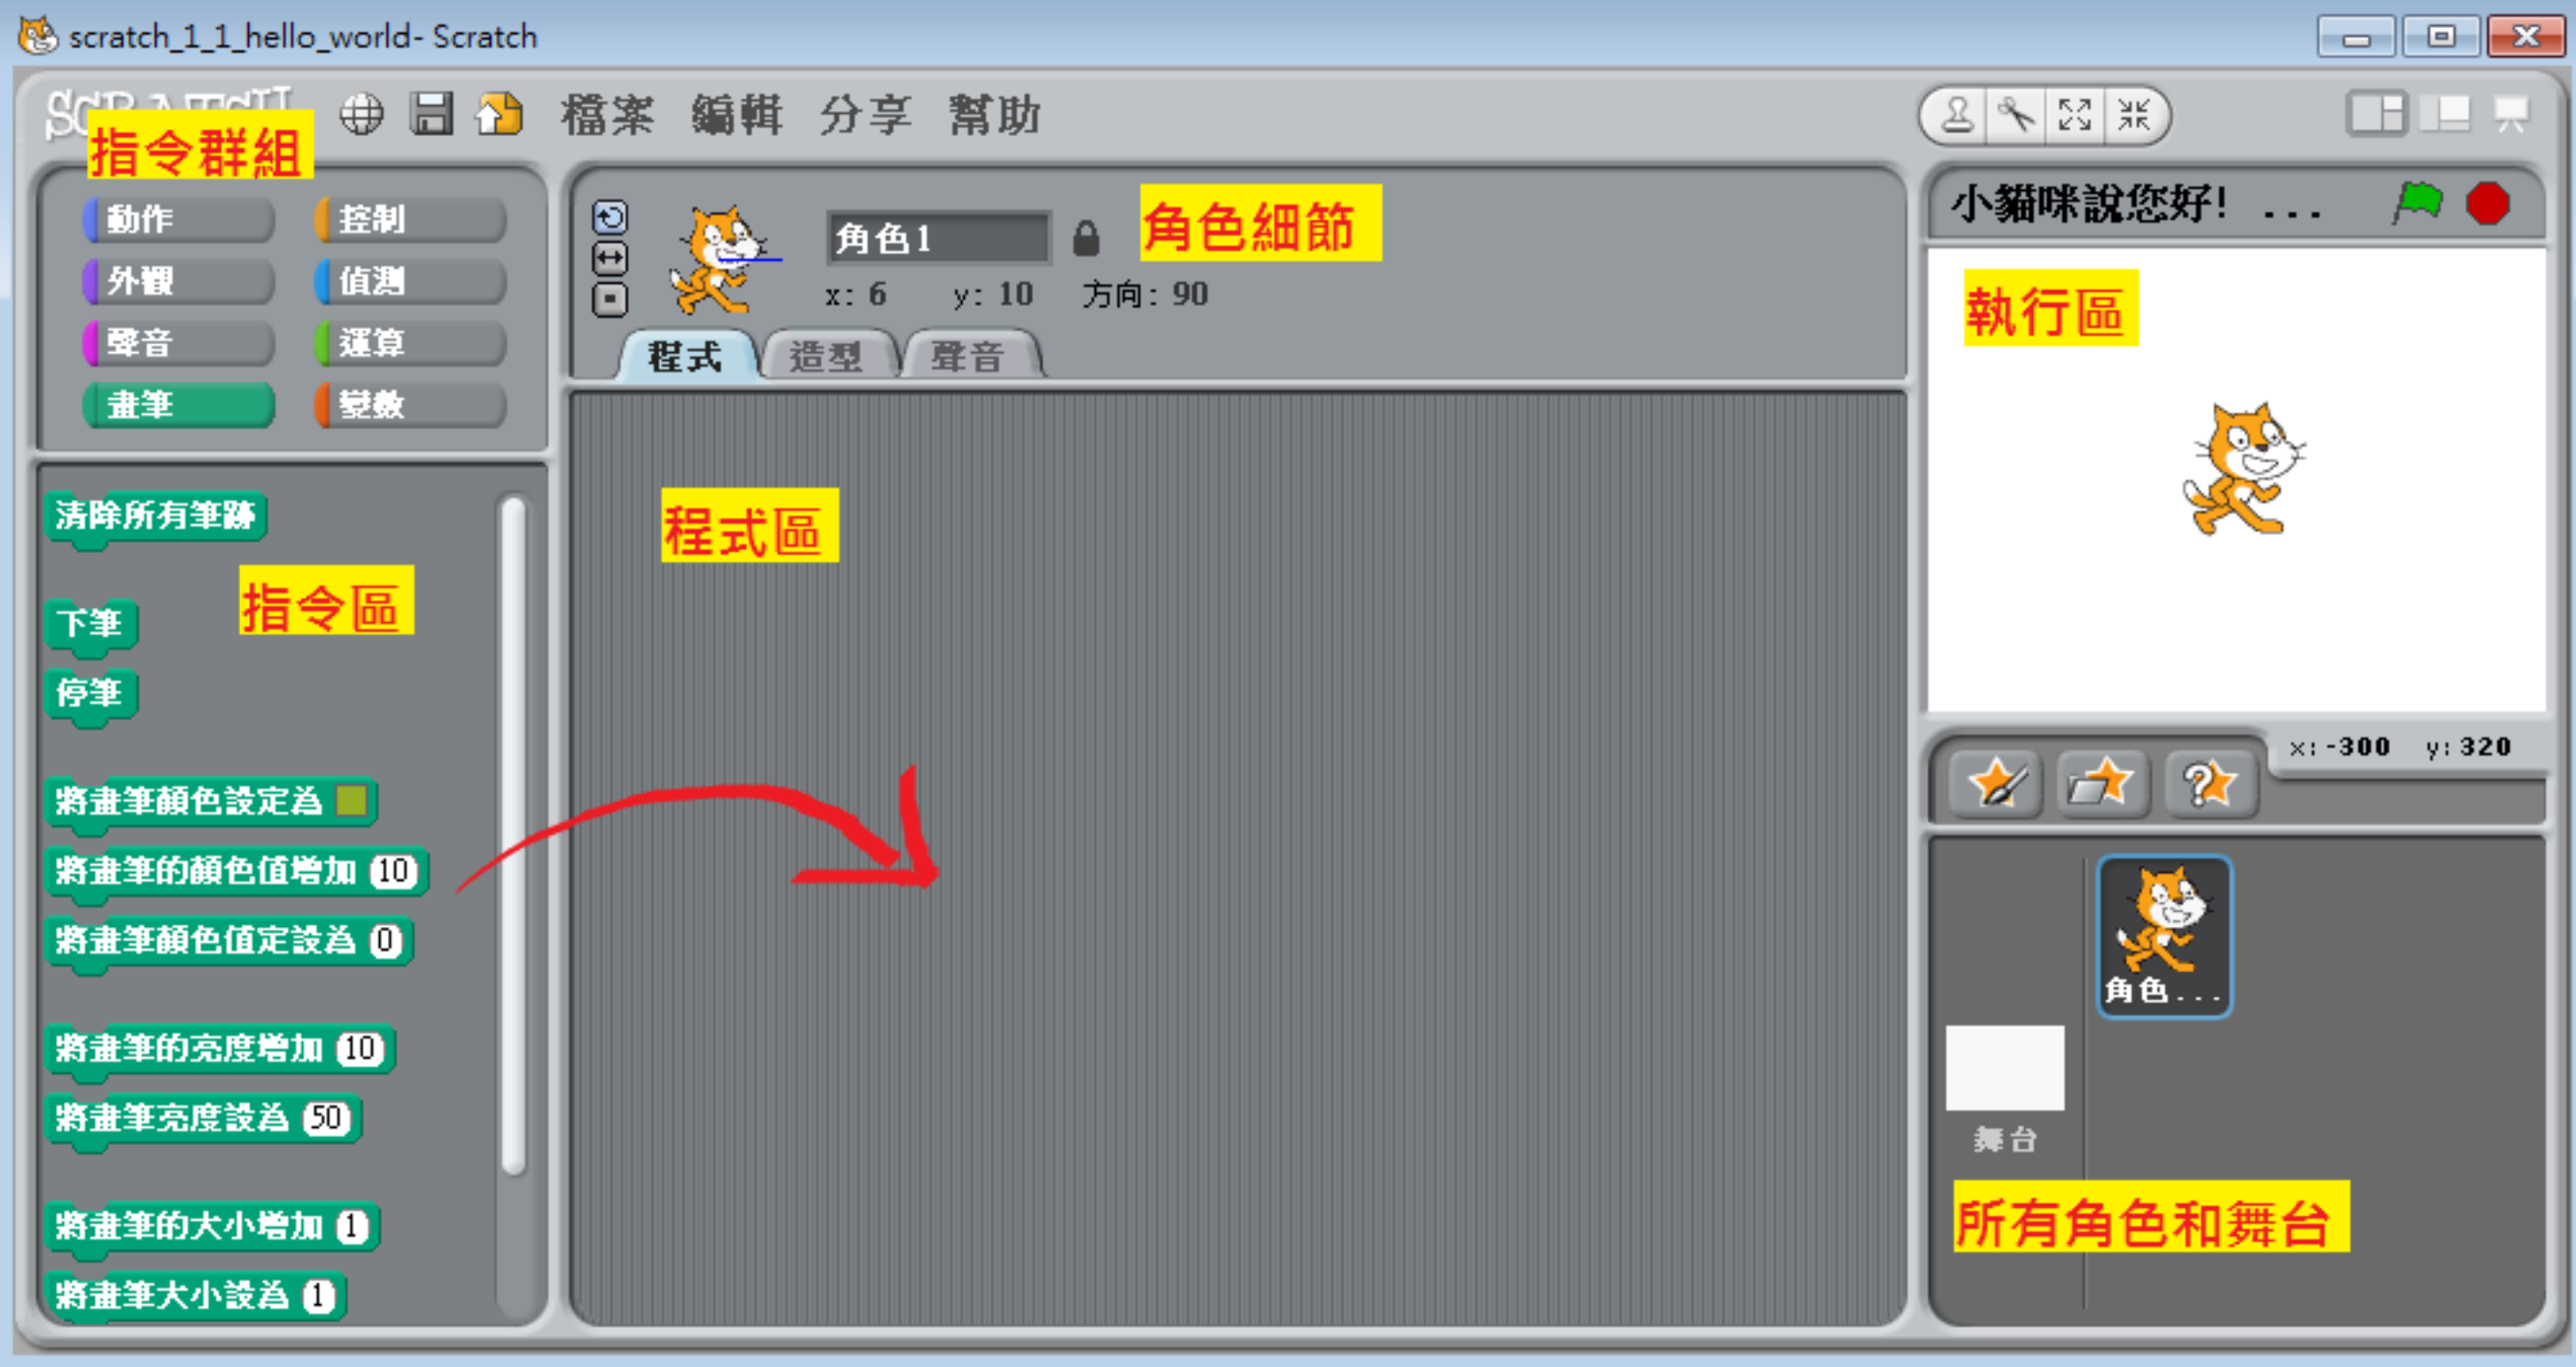 scratch_1_1_hello_world- Scratch
檔案 編輯 分享 幫助
指令群組
動作 控制
外觀 偵測
聲音 運算
畫筆 變數
角色1
角色細節
x: 6 y: 10 方向: 90
程式 造型 聲音
小貓咪說您好! ...
執行區
清除所有筆跡
指令區
下筆
停筆
將畫筆顏色設定為
將畫筆的顏色值增加 10
將畫筆顏色值定設為 0
將畫筆的亮度增加 10
將畫筆亮度設為 50
將畫筆的大小增加 1
將畫筆大小設為 1
程式區
x: -300 y: 320
角色...
舞台
所有角色和舞台